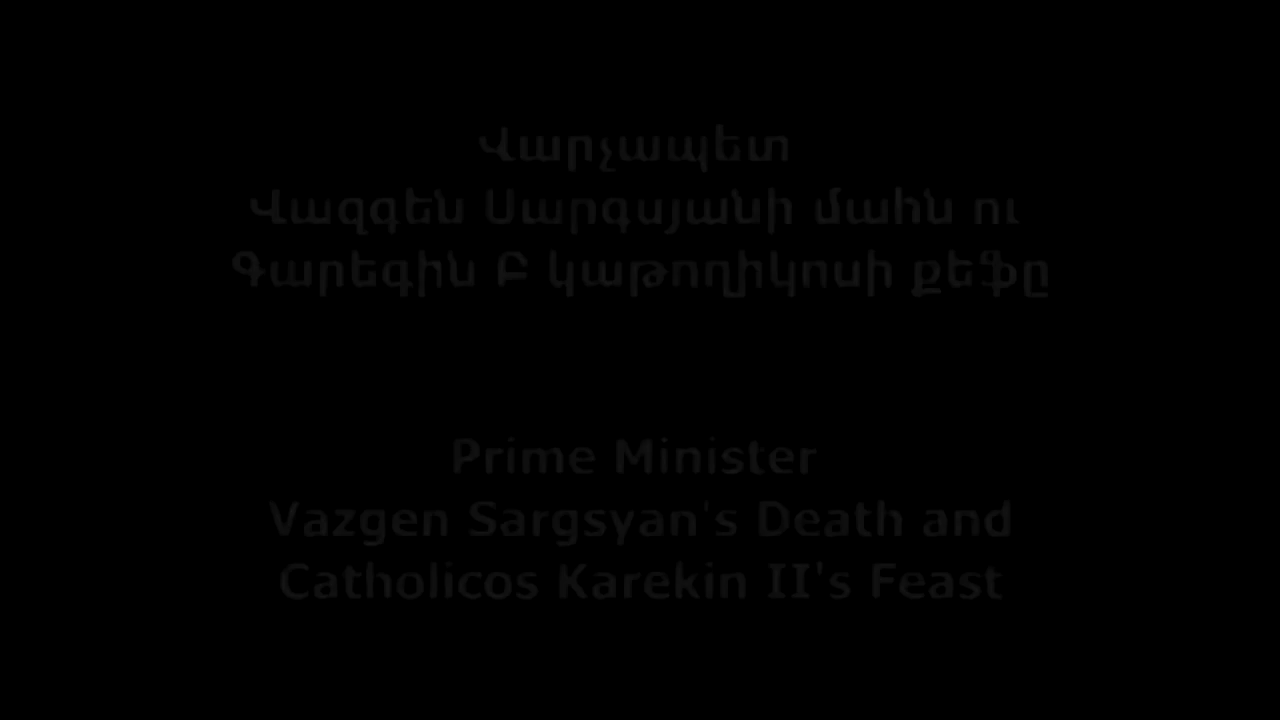 Վարչապետ
Վազգեն Սարգսյանի մահն ու
Գարեգին Բ կաթողիկոսի քեֆը
Prime Minister
Vazgen Sargsyan's Death and
Catholicos Karekin II's Feast